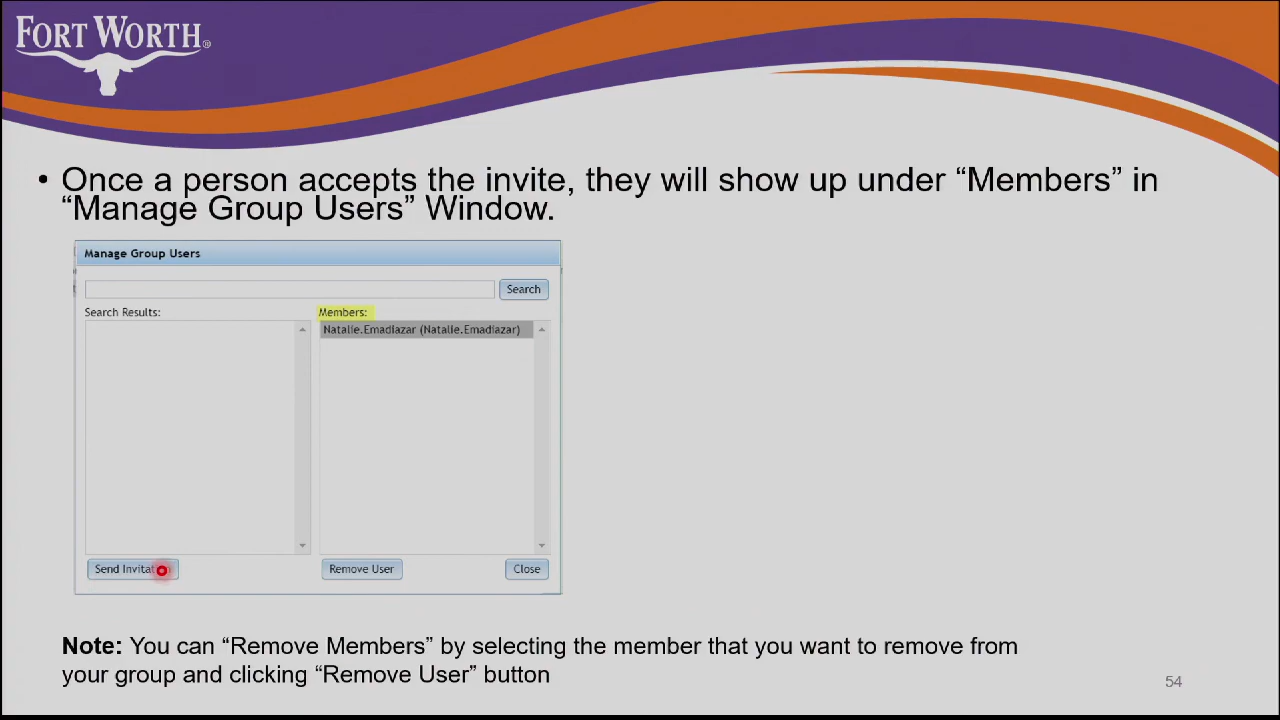 FORT WORTH®
• Once a person accepts the invite, they will show up under “Members” in
“Manage Group Users” Window.
Manage Group Users
Search
Search Results:
Members:
Natalie.Emadiazar (Natalie.Emadiazar)
Send Invitat
Remove User
Close
Note: You can “Remove Members” by selecting the member that you want to remove from
your group and clicking “Remove User” button
54